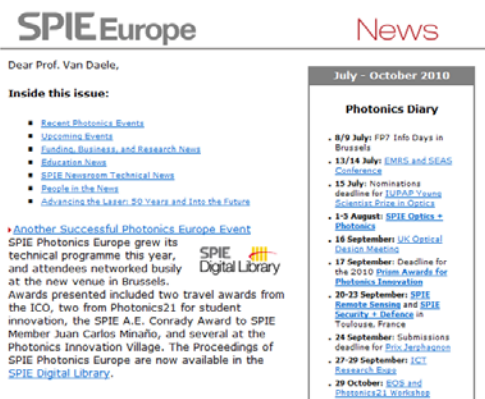 SPIE Europe
News
Dear Prof. Van Daele,
Inside this issue:
Recent Photonics Events
Upcoming Events
Funding, Business, and Research News
Education News
SPIE Newsroom Technical News
People in the News
Advancing the Laser: 50 Years and Into the Future
Another Successful Photonics Europe Event
SPIE Photonics Europe grew its
technical programme this year,
and attendees networked busily
at the new venue in Brussels.
Awards presented included two travel awards from
the ICO, two from Photonics21 for student
innovation, the SPIE A.E. Conrady Award to SPIE
Member Juan Carlos Miñaño, and several at the
Photonics Innovation Village. The Proceedings of
SPIE Photonics Europe are now available in the
SPIE Digital Library.
SPIE
Digital Library
July - October 2010
Photonics Diary
8/9 July: FP7 Info Days in
Brussels
13/14 July: EMRS and SEAS
Conference
15 July: Nominations
deadline for IUPAP Young
Scientist Prize in Optics
1-5 August: SPIE Optics +
Photonics
16 September: UK Optical
Design Meeting
17 September: Deadline for
the 2010 Prism Awards for
Photonics Innovation
20-23 September: SPIE
Remote Sensing and SPIE
Security + Defence in
Toulouse, France
24 September: Submissions
deadline for Prix Jerphagnon
27-29 September: ICT
Research Expo
29 October: EOS and
Photonics21 Workshop